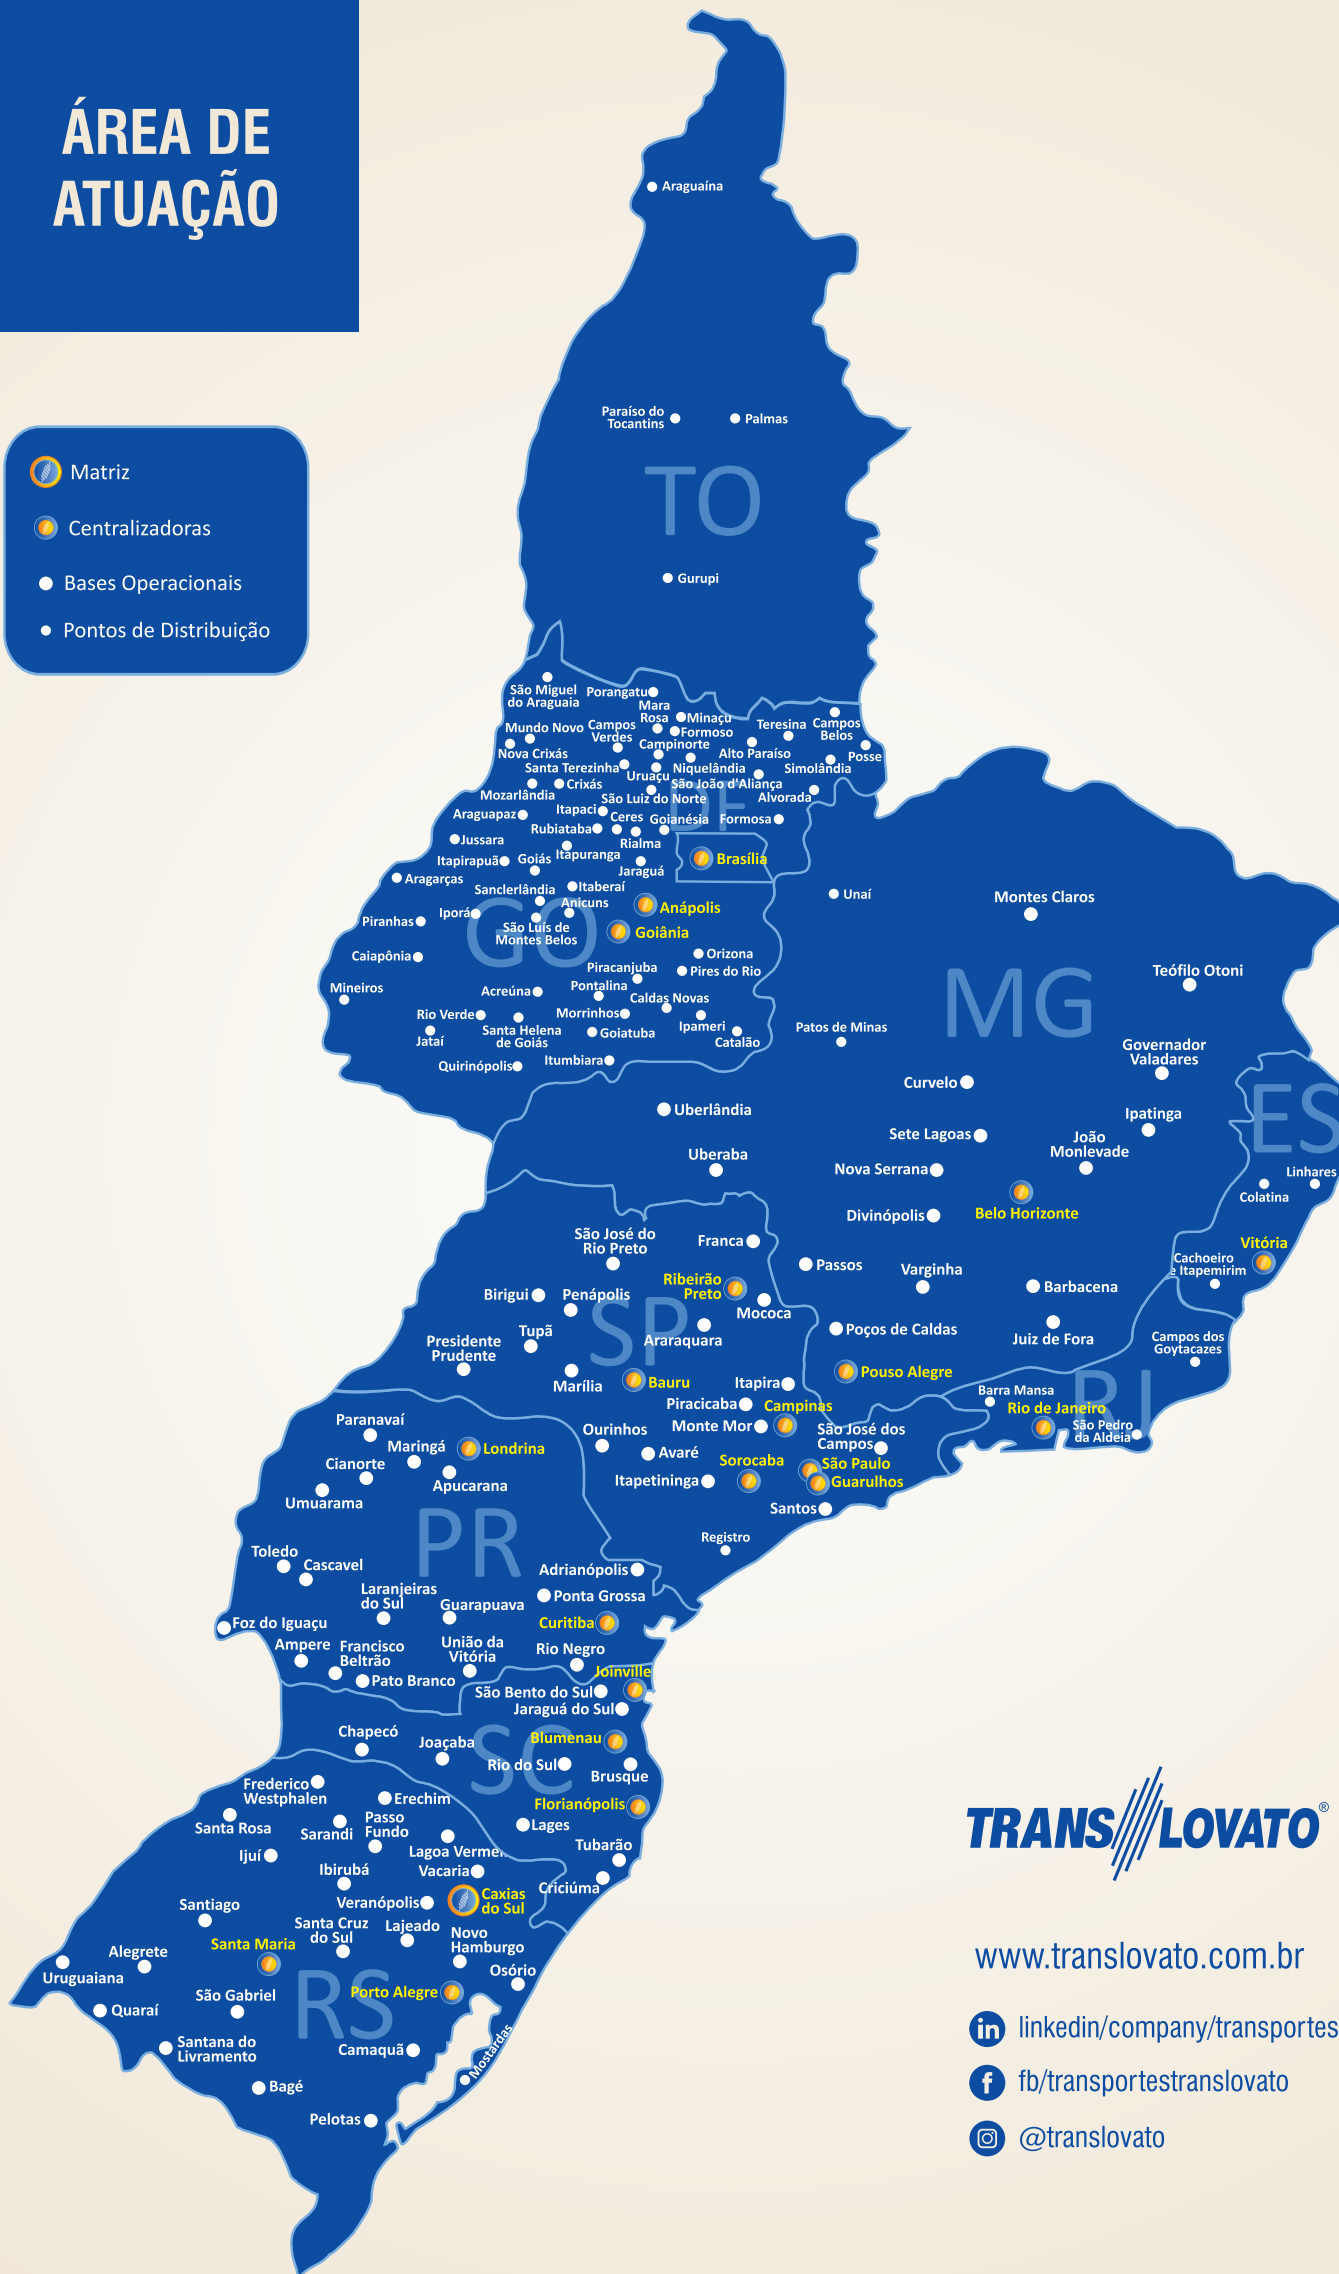 ÁREA DE
ATUAÇÃO
Matriz
Centralizadoras
Bases Operacionais
Pontos de Distribuição
Araguaína
Paraíso do
Tocantins
Palmas
TO
Gurupi
São Miguel
do Araguaia
Porangatu
Mara
Rosa
Minaçu
Formoso
Teresina
Campos
Belos
Mundo Novo
Campos
Verdes
Campinorte
Nova Crixás
Alto Paraíso
Posse
Santa Terezinha
Uruaçu
Niquelândia
Simolândia
Crixás
São João d'Aliança
Mozarlândia
São Luiz do Norte
Alvorada
DF
Araguapaz
Itapaci
Ceres
Goianésia
Formosa
Rubiataba
Jussara
Rialma
Itapirapuã
Goiás
Itapuranga
Jaraguá
Brasília
Aragarças
Sanclerlândia
Itaberaí
Anicuns
Anápolis
Iporá
GO
Piranhas
São Luís de
Montes Belos
Goiânia
Caiapônia
Orizona
Piracanjuba
Pires do Rio
Mineiros
Acreúna
Pontalina
Caldas Novas
Rio Verde
Morrinhos
Ipameri
Jataí
Santa Helena
de Goiás
Goiatuba
Catalão
Quirinópolis
Itumbiara
Unaí
Montes Claros
Teófilo Otoni
MG
Patos de Minas
Governador
Valadares
Curvelo
Uberlândia
Ipatinga
Sete Lagoas
João
Monlevade
Uberaba
Nova Serrana
Belo Horizonte
Divinópolis
Passos
Varginha
Barbacena
Poços de Caldas
Juiz de Fora
Pouso Alegre
ES
Linhares
Colatina
Vitória
Cachoeiro
e Itapemirim
Campos dos
Goytacazes
RJ
Barra Mansa
Rio de Janeiro
São Pedro
da Aldeia
São José do
Rio Preto
Franca
Ribeirão
Preto
Birigui
Penápolis
Mococa
SP
Tupã
Araraquara
Presidente
Prudente
Marília
Bauru
Itapira
Piracicaba
Campinas
Ourinhos
Monte Mor
São José dos
Campos
Avaré
Sorocaba
São Paulo
Itapetininga
Guarulhos
Santos
Registro
Paranavaí
Maringá
Londrina
Cianorte
Apucarana
Umuarama
PR
Toledo
Cascavel
Adrianópolis
Laranjeiras
do Sul
Guarapuava
Ponta Grossa
Foz do Iguaçu
Curitiba
Ampere
Francisco
Beltrão
União da
Vitória
Rio Negro
Pato Branco
Joinville
São Bento do Sul
Jaraguá do Sul
Chapecó
Joaçaba
SC
Blumenau
Rio do Sul
Brusque
Florianópolis
Lages
Tubarão
Criciúma
Frederico
Westphalen
Erechim
Santa Rosa
Sarandi
Passo
Fundo
Ijuí
Lagoa Vermel
Ibirubá
Vacaria
Santiago
Veranópolis
Caxias
do Sul
Santa Cruz
do Sul
Lajeado
Novo
Hamburgo
Alegrete
Santa Maria
Osório
Uruguaiana
São Gabriel
RS
Porto Alegre
Quaraí
Santana do
Livramento
Camaquã
Mostardas
Bagé
Pelotas
TRANSLOVATO®
www.translovato.com.br
in linkedin/company/transportes
f fb/transportestranslovato
@translovato